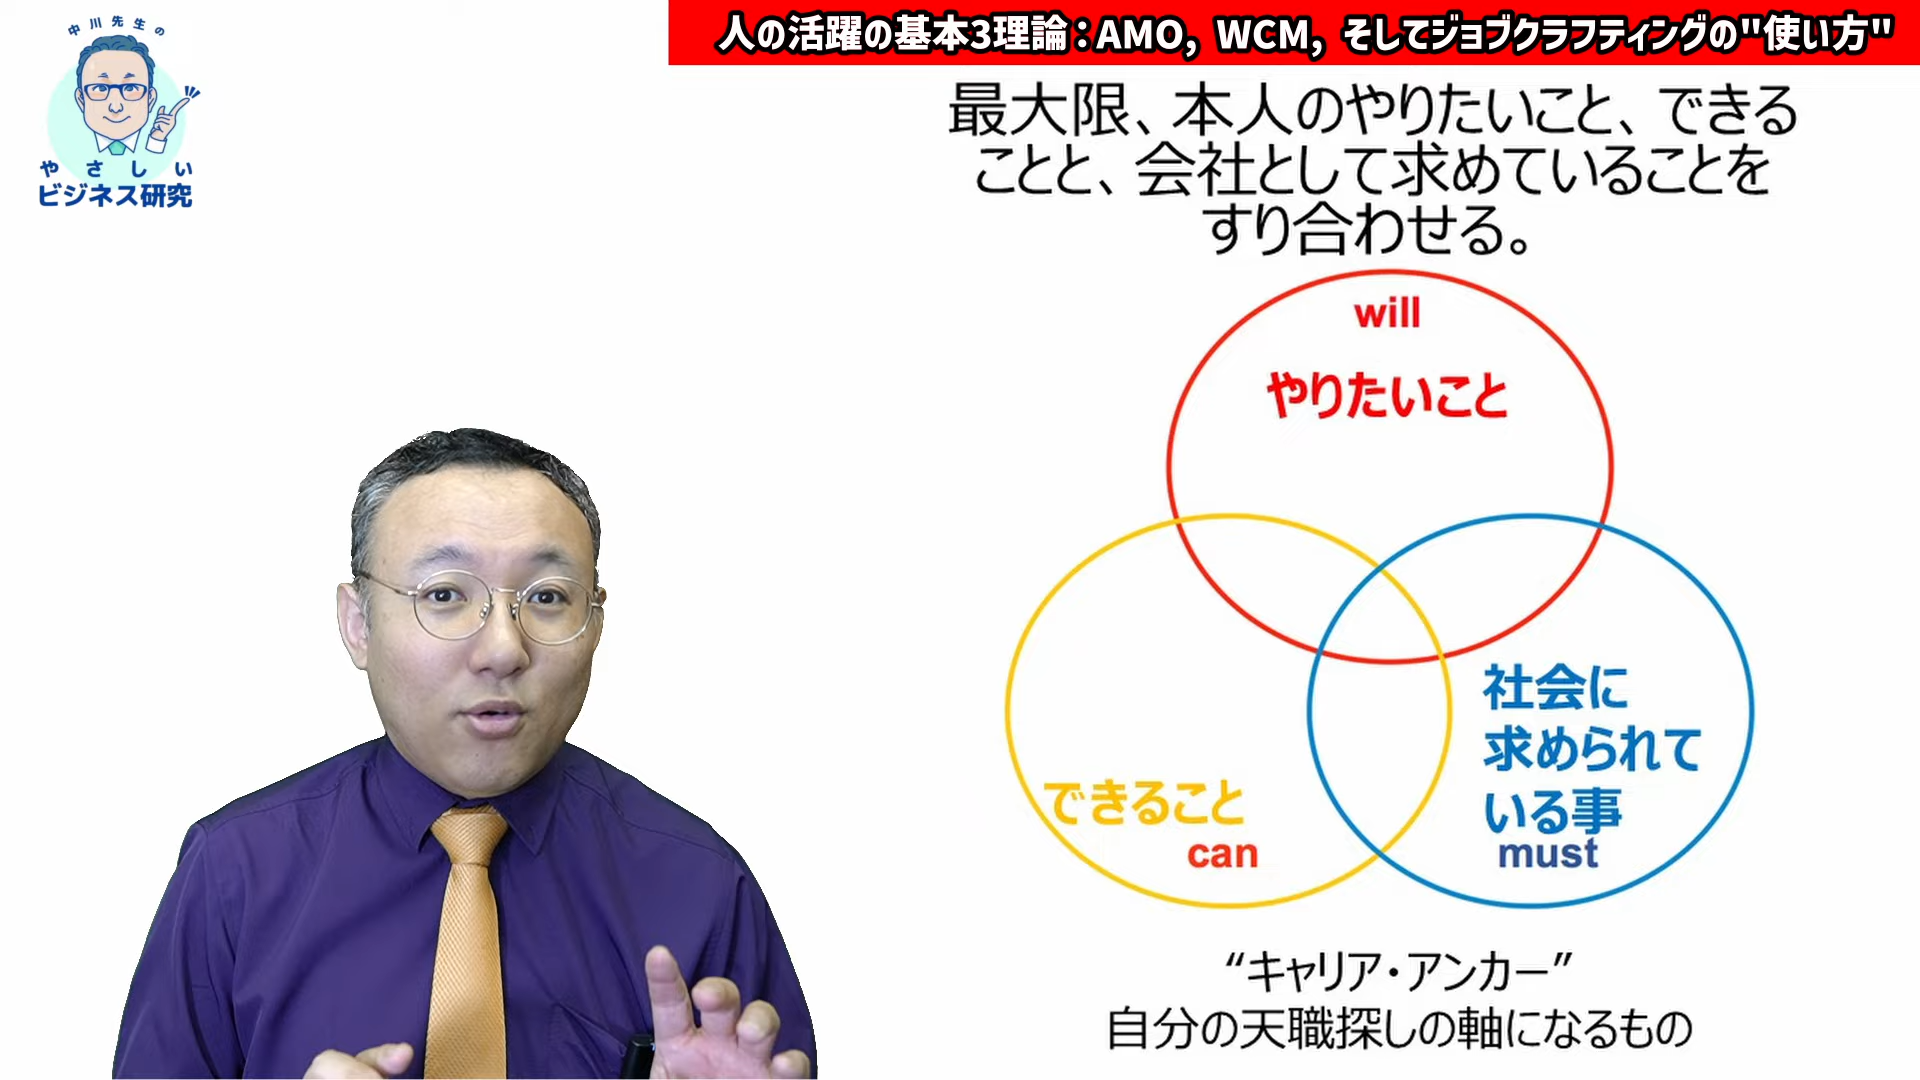 中川先生の
やさしい
ビジネス研究
人の活躍の基本3理論：AMO，WCM，そしてジョブクラフティングの"使い方"
最大限、本人のやりたいこと、できる
ことと、会社として求めていることを
すり合わせる。
will
やりたいこと
できること
can
社会に
求められて
いる事
must
“キャリア・アンカー”
自分の天職探しの軸になるもの